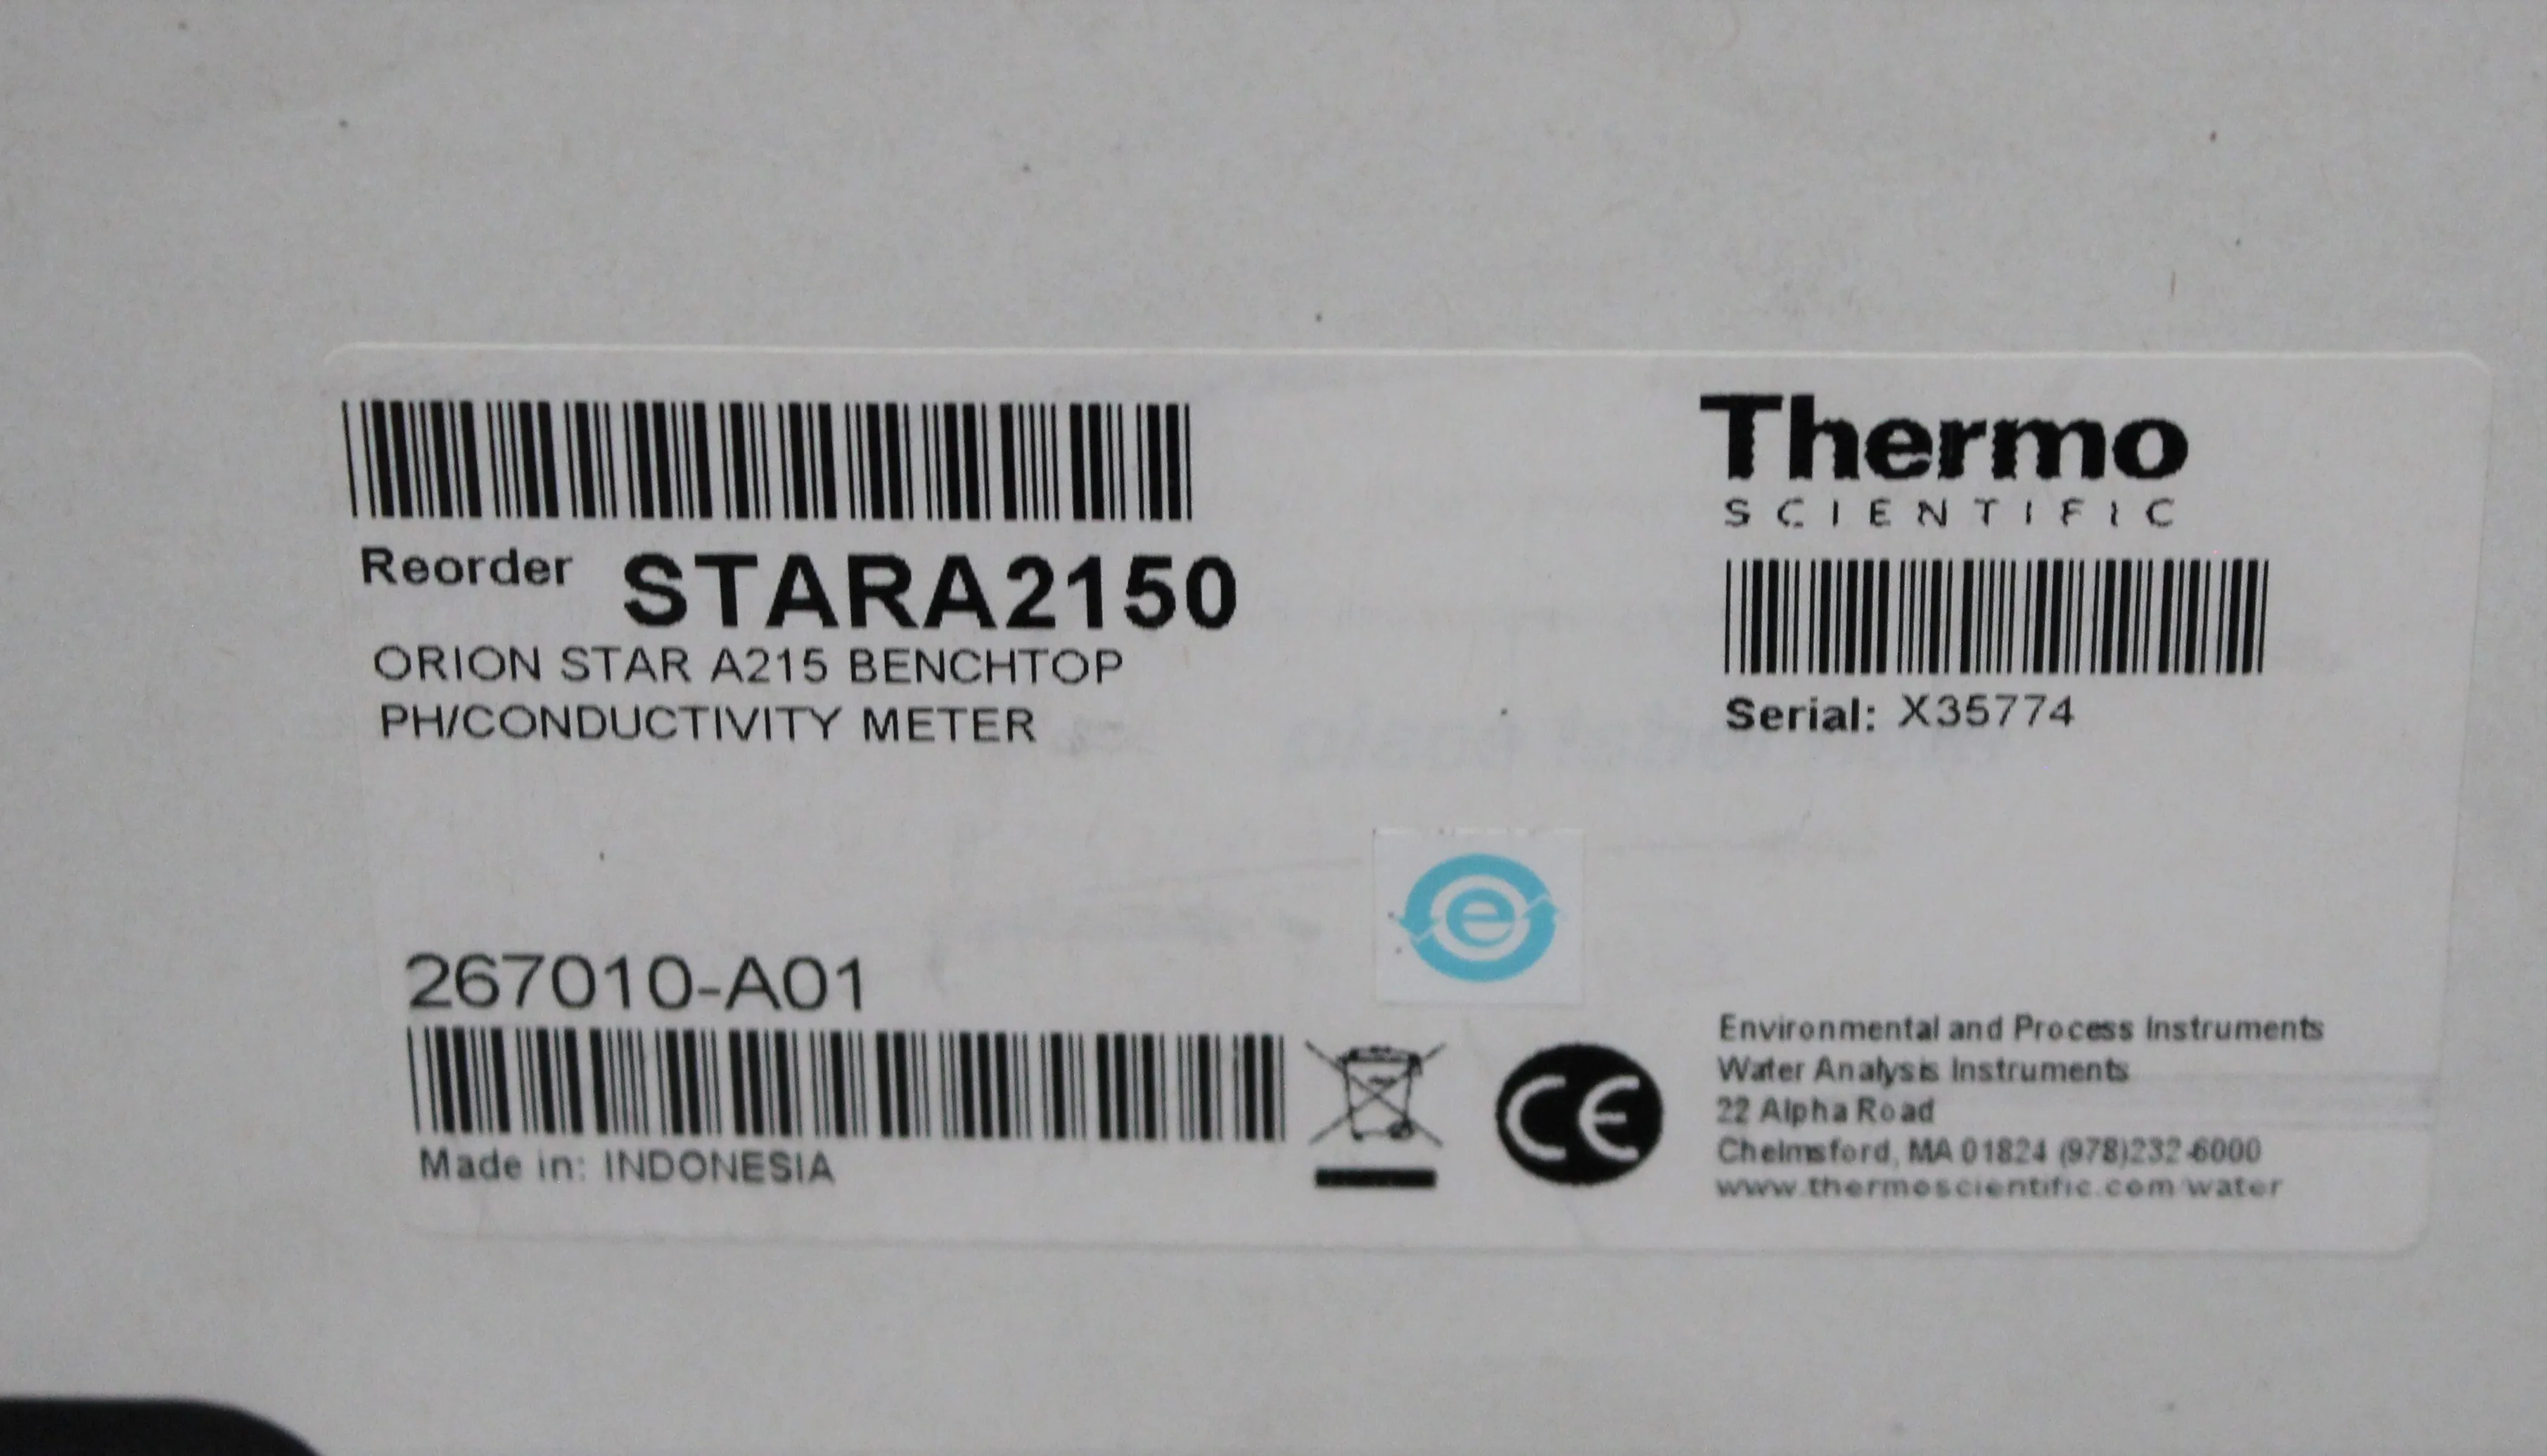 Reorder STARA2150
ORION STAR A215 BENCHTOP
PH/CONDUCTIVITY METER
Thermo
SCIENTIFIC
Serial: X35774
267010-A01
Made in: INDONESIA
e
CE
Environmental and Process Instruments
Water Analysis Instruments
22 Alpha Road
Chelmsford, MA 01824 (978)232-6000
www.thermoscientific.com/water